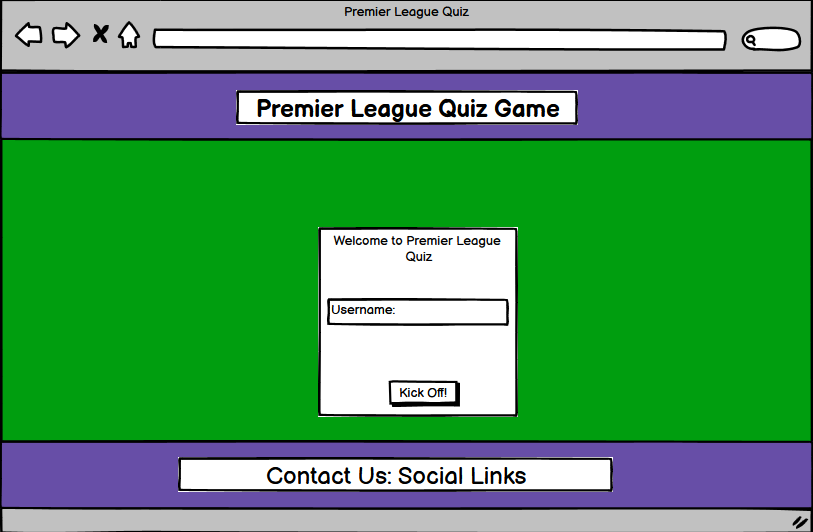 Premier League Quiz
Premier League Quiz Game
Welcome to Premier League
Quiz
Username:
Kick Off!
Contact Us: Social Links